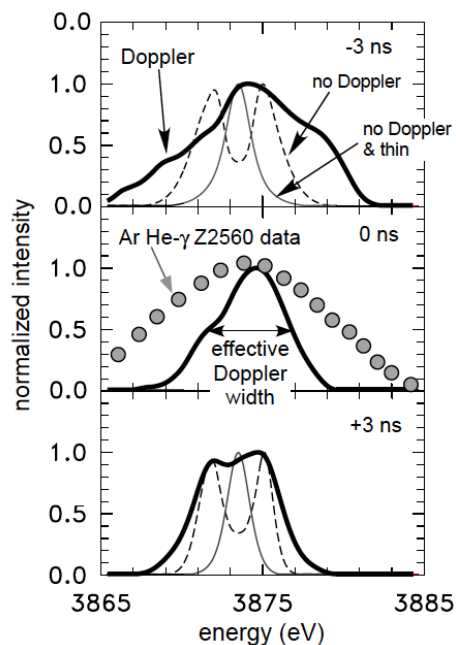 0.0
-3 ns
Doppler
no Doppler
1.0
no Doppler
& thin
0.5
0.0
Ar He-γ Z2560 data
0 ns
1.0
0.5
effective
Doppler
width
0.0
+3 ns
1.0
0.5
0.0
3865
3875
3885
energy (eV)
normalized intensity